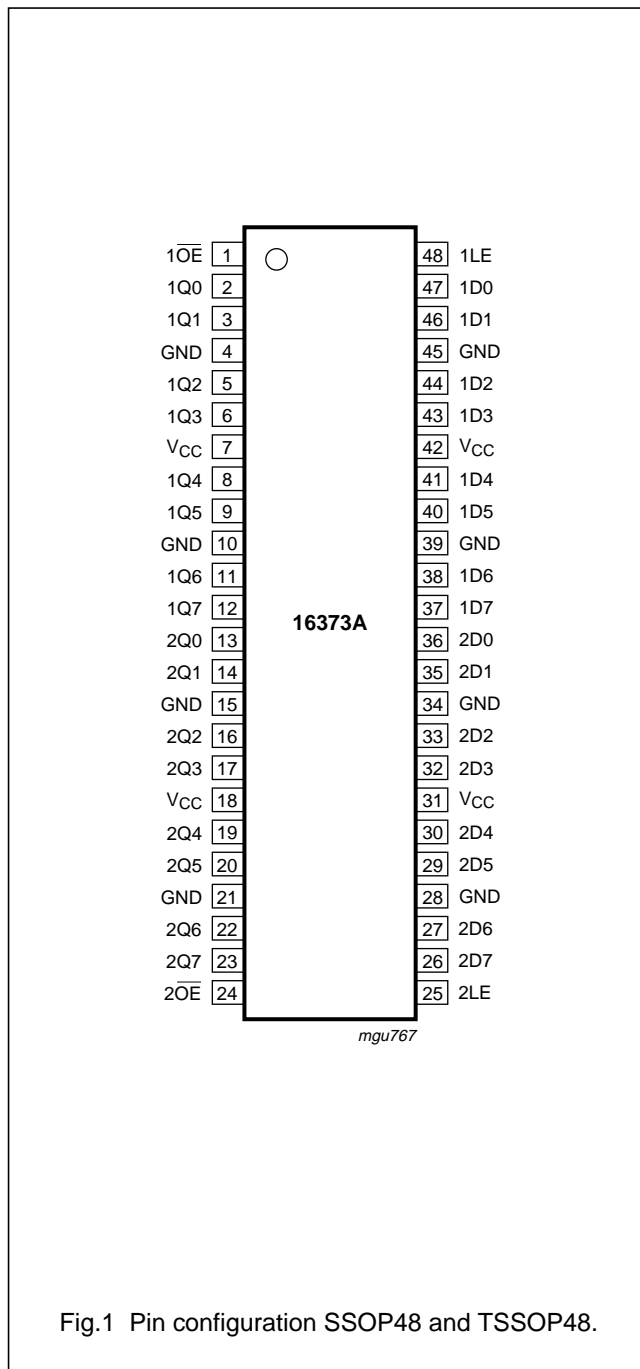 1O̅E̅ 1 48 1LE
1Q0 2 47 1D0
1Q1 3 46 1D1
GND 4 45 GND
1Q2 5 44 1D2
1Q3 6 43 1D3
VCC 7 42 VCC
1Q4 8 41 1D4
1Q5 9 40 1D5
GND 10 39 GND
1Q6 11 38 1D6
1Q7 12 37 1D7
16373A
2Q0 13 36 2D0
2Q1 14 35 2D1
GND 15 34 GND
2Q2 16 33 2D2
2Q3 17 32 2D3
VCC 18 31 VCC
2Q4 19 30 2D4
2Q5 20 29 2D5
GND 21 28 GND
2Q6 22 27 2D6
2Q7 23 26 2D7
2O̅E̅ 24 25 2LE
mgu767
Fig.1 Pin configuration SSOP48 and TSSOP48.